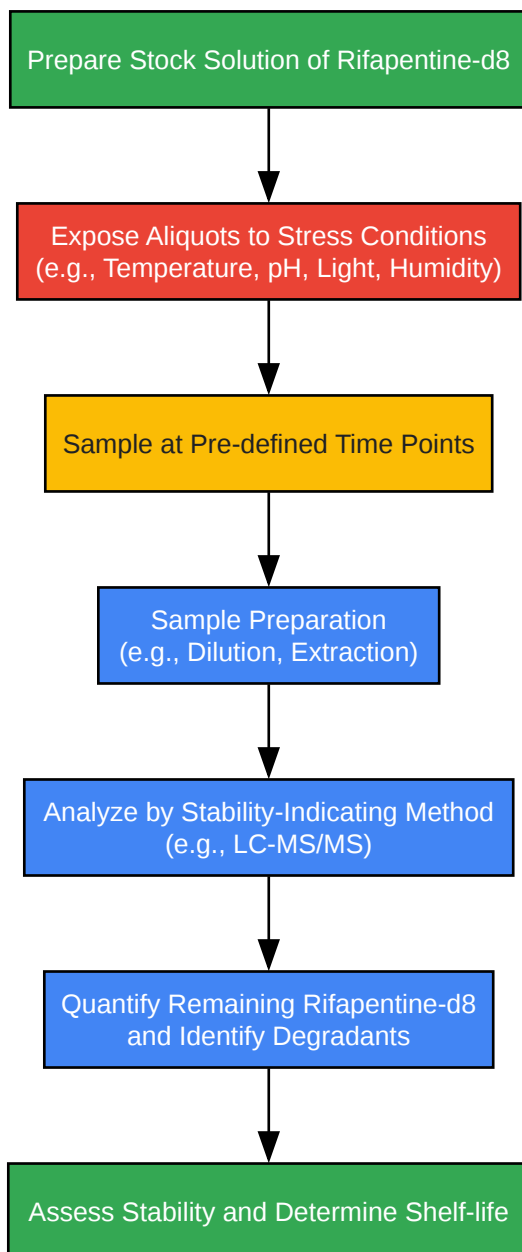 Prepare Stock Solution of Rifapentine-d8
Expose Aliquots to Stress Conditions
(e.g., Temperature, pH, Light, Humidity)
Sample at Pre-defined Time Points
Sample Preparation
(e.g., Dilution, Extraction)
Analyze by Stability-Indicating Method
(e.g., LC-MS/MS)
Quantify Remaining Rifapentine-d8
and Identify Degradants
Assess Stability and Determine Shelf-life